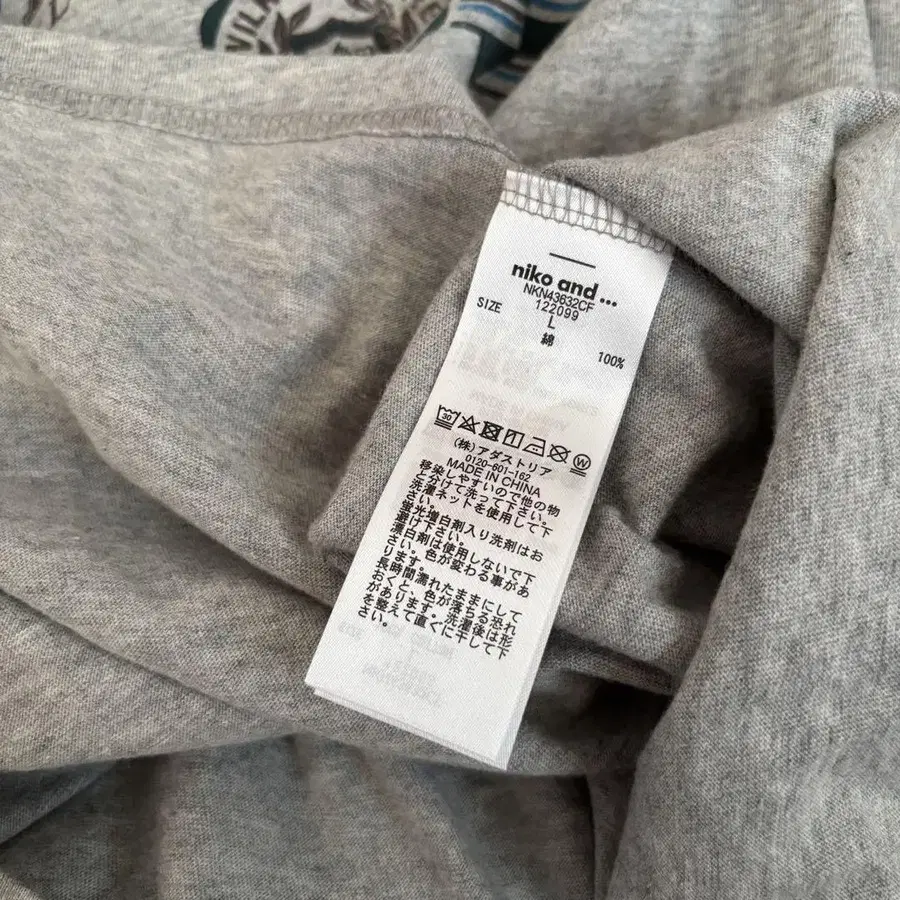 niko and ...
NKN43632CF
122099
SIZE L
綿 100%
30
W
(株)アダストリア
0120-601-162
MADE IN CHINA
移染しやすいので他の物
と分けて洗って下さい。
洗濯ネットを使用して下
さい。
蛍光増白剤入り洗剤はお
避け下さい。
漂白剤は使用しないで下
さい。色が変わる事があ
ります。
長時間濡れたままにして
おくと、色が落ちる恐れ
があります。洗濯後は形
を整えて直ぐに干して下
さい。